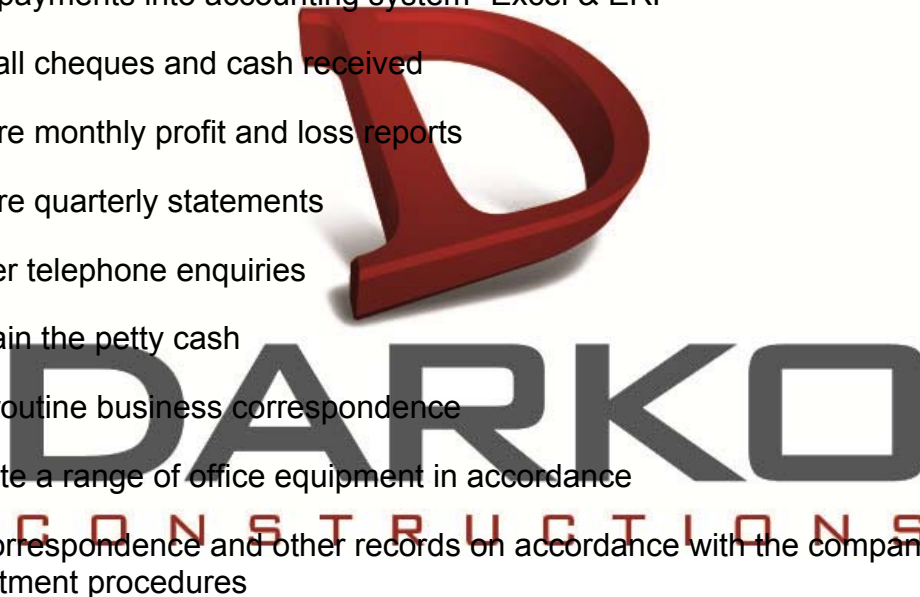 payments into accounting system Excel & ERP
all cheques and cash received
re monthly profit and loss reports
re quarterly statements
er telephone enquiries
ain the petty cash
routine business correspondence
te a range of office equipment in accordance
orrespondence and other records on accordance with the compan
tment procedures
D
DARKO
CONSTRUCTIONS